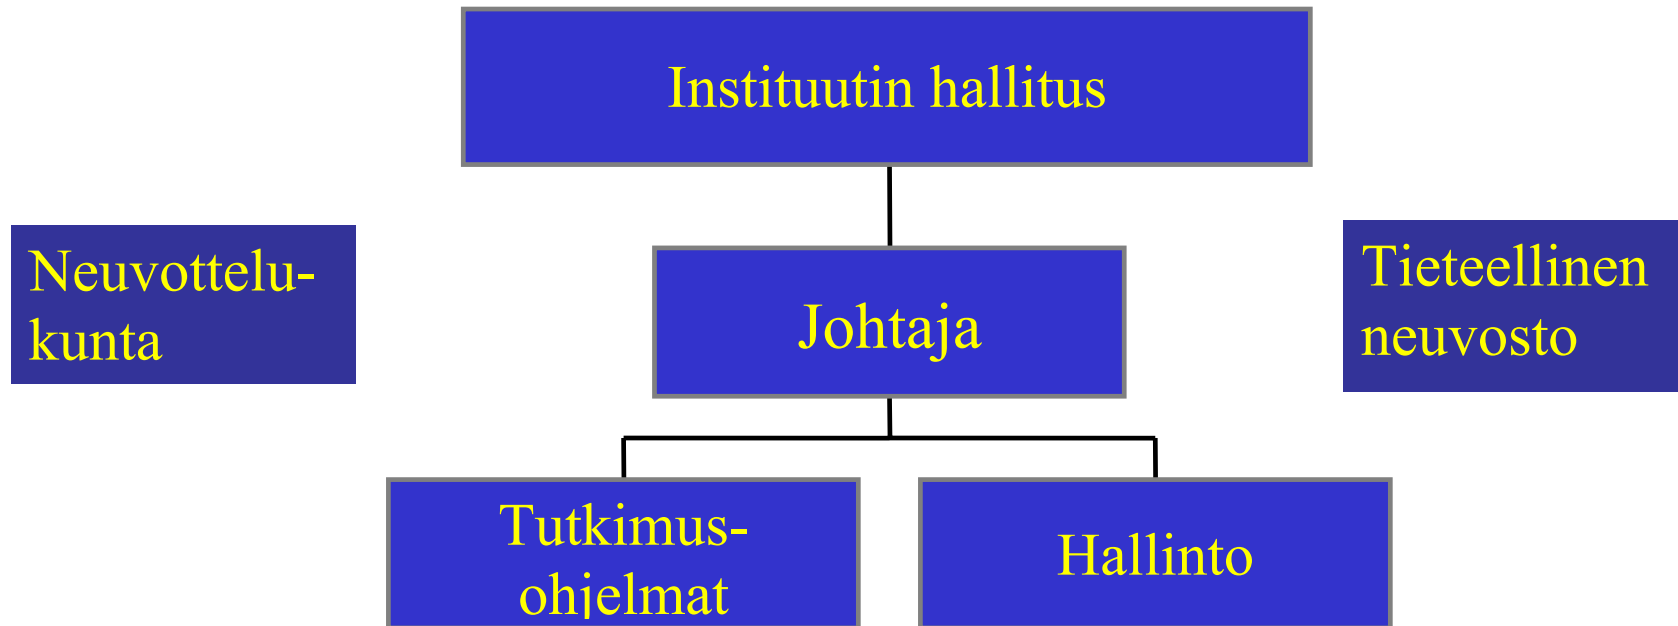 Instituutin hallitus
Neuvottelu-
kunta
Johtaja
Tieteellinen
neuvosto
Tutkimus-
ohjelmat
Hallinto